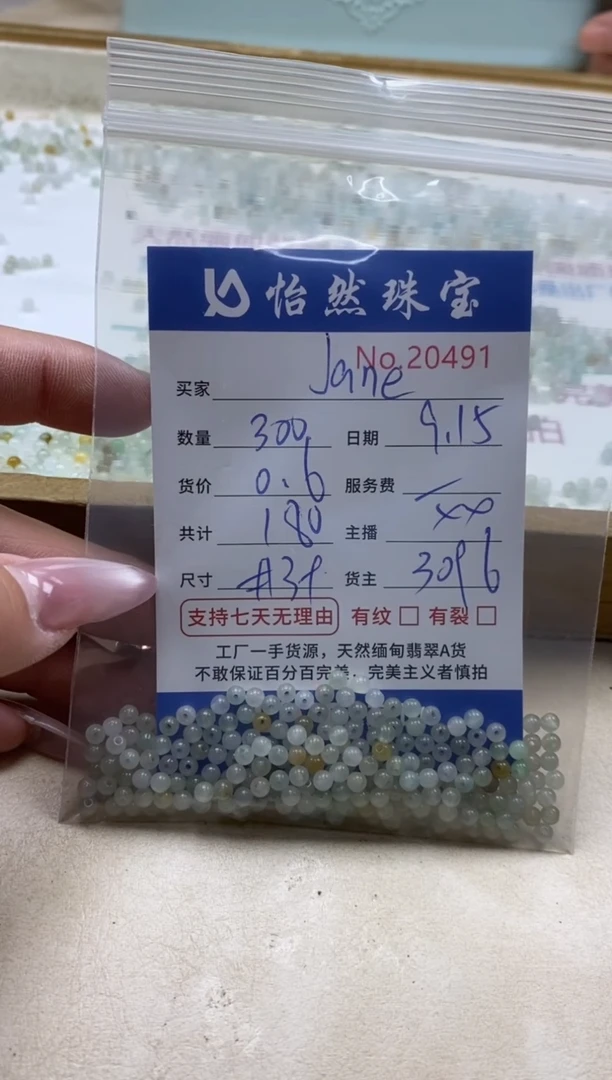 怡然珠宝
No.20491
买家 Jane
数量 300 日期 9.15
货价 0.6 服务费
共计 180 主播 xx
尺寸 货主 3096
支持七天无理由 有纹 □ 有裂 □
工厂一手货源，天然缅甸翡翠A货
不敢保证百分百完美，完美主义者慎拍